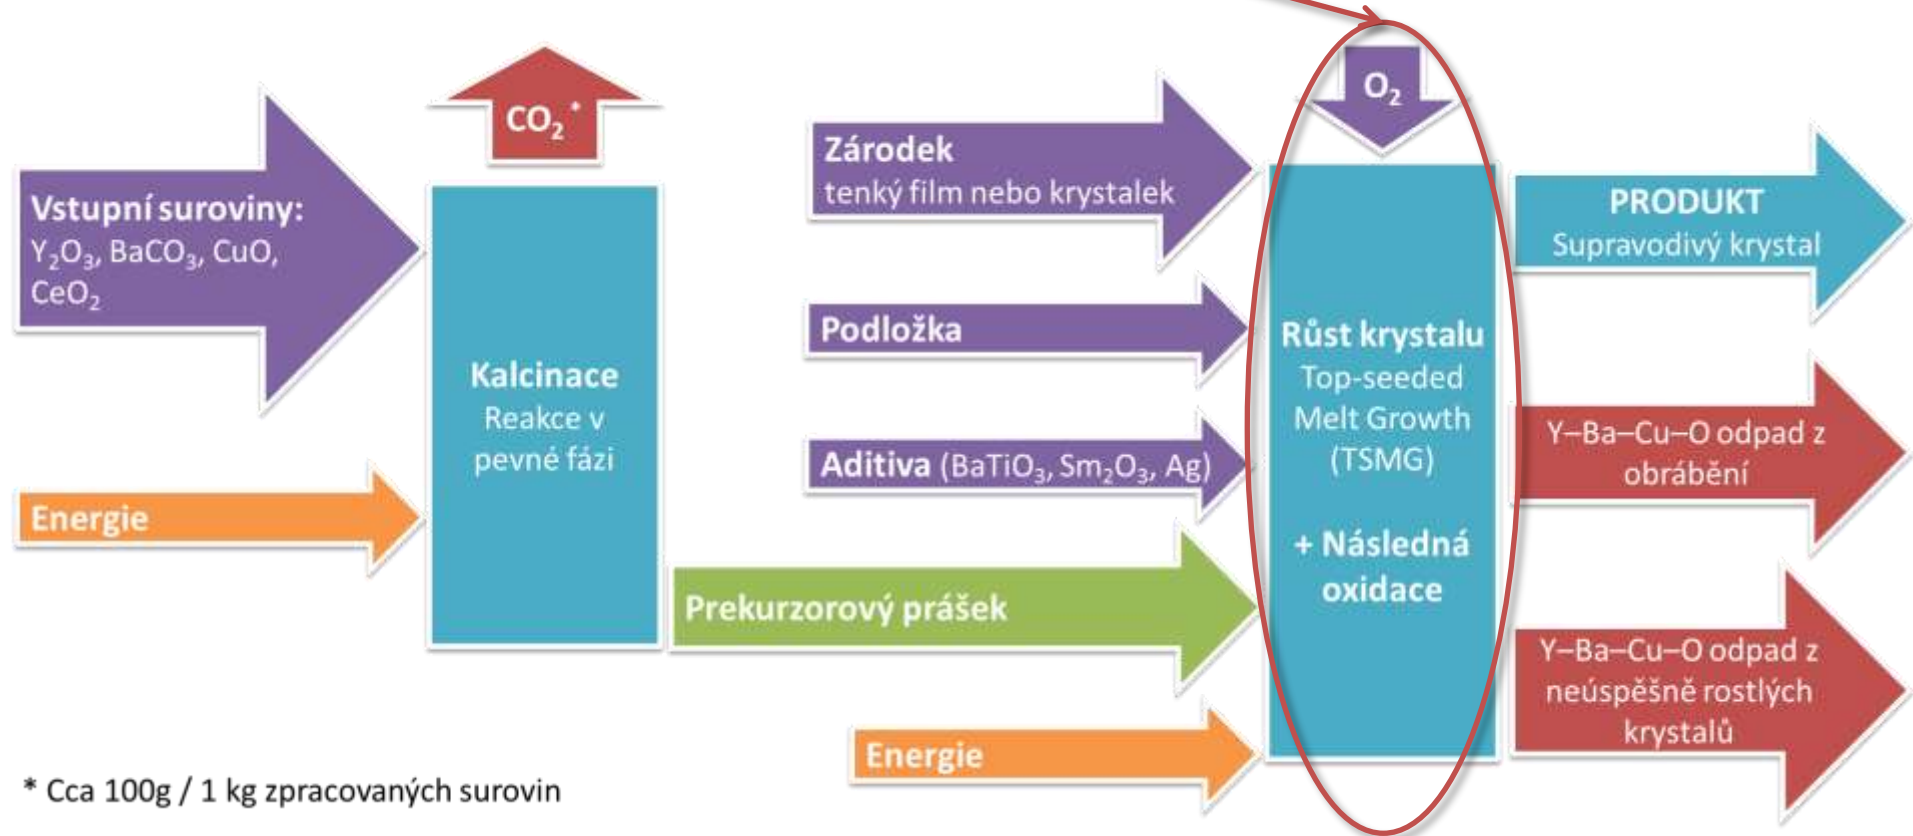 Vstupní suroviny:
Y₂O₃, BaCO₃, CuO,
CeO₂
Energie
CO₂ *
Kalcinace
Reakce v
pevné fázi
Zárodek
tenký film nebo krystalek
Podložka
Aditiva (BaTiO₃, Sm₂O₃, Ag)
Prekurzorový prášek
Energie
O₂
Růst krystalu
Top-seeded
Melt Growth
(TSMG)
+ Následná
oxidace
PRODUKT
Supravodivý krystal
Y–Ba–Cu–O odpad z
obrábění
Y–Ba–Cu–O odpad z
neúspěšně rostlých
krystalů
* Cca 100g / 1 kg zpracovaných surovin